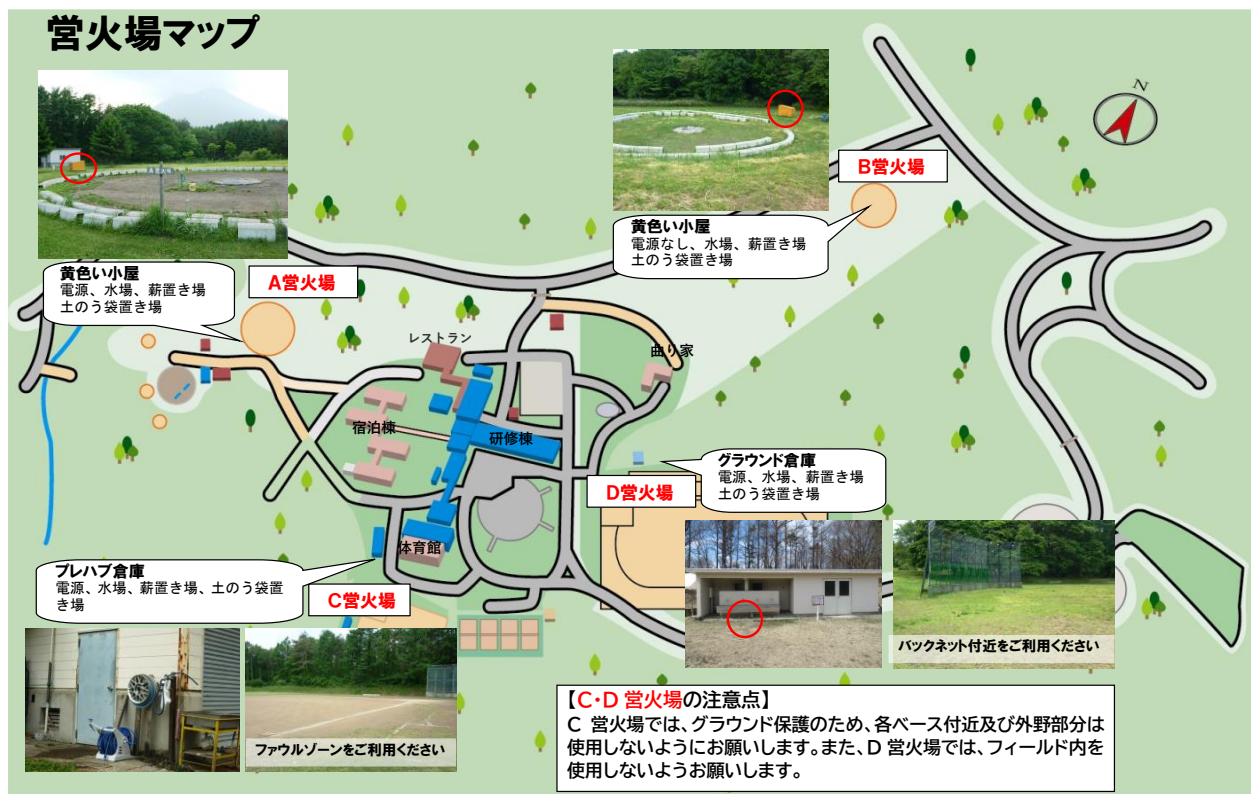 営火場マップ
N
B営火場
黄色い小屋
電源なし、水場、薪置き場
土のう袋置き場
黄色い小屋
電源、水場、薪置き場
土のう袋置き場
A営火場
レストラン
曲り家
宿泊棟
研修棟
グラウンド倉庫
電源、水場、薪置き場
土のう袋置き場
D営火場
体育館
プレハブ倉庫
電源、水場、薪置き場、土のう袋置
き場
C営火場
バックネット付近をご利用ください
ファウルゾーンをご利用ください
【C・D 営火場の注意点】
C 営火場では、グラウンド保護のため、各ベース付近及び外野部分は
使用しないようにお願いします。また、D 営火場では、フィールド内を
使用しないようお願いします。